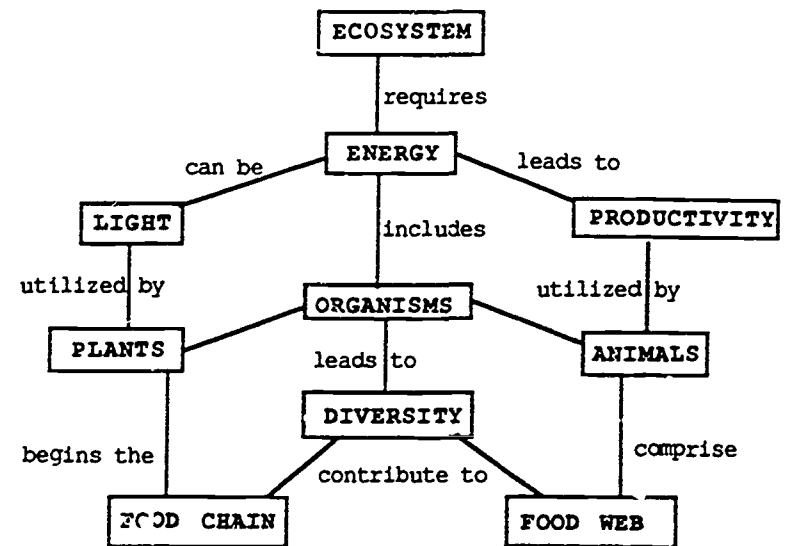 ECOSYSTEM
requires
ENERGY
can be
leads to
LIGHT
includes
PRODUCTIVITY
utilized by
ORGANISMS
utilized by
PLANTS
leads to
ANIMALS
DIVERSITY
begins the
contribute to
comprise
FOOD CHAIN
FOOD WEB